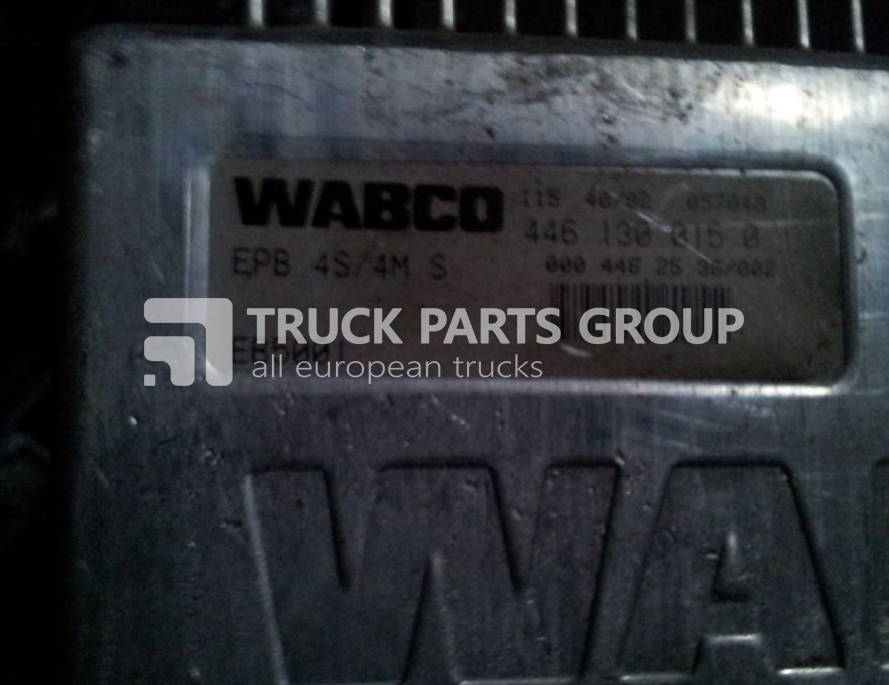 WABCO
446 130 015 0
EPB 4S/4M S
000 446 25 36/002
TRUCK PARTS GROUP
all european trucks
WA